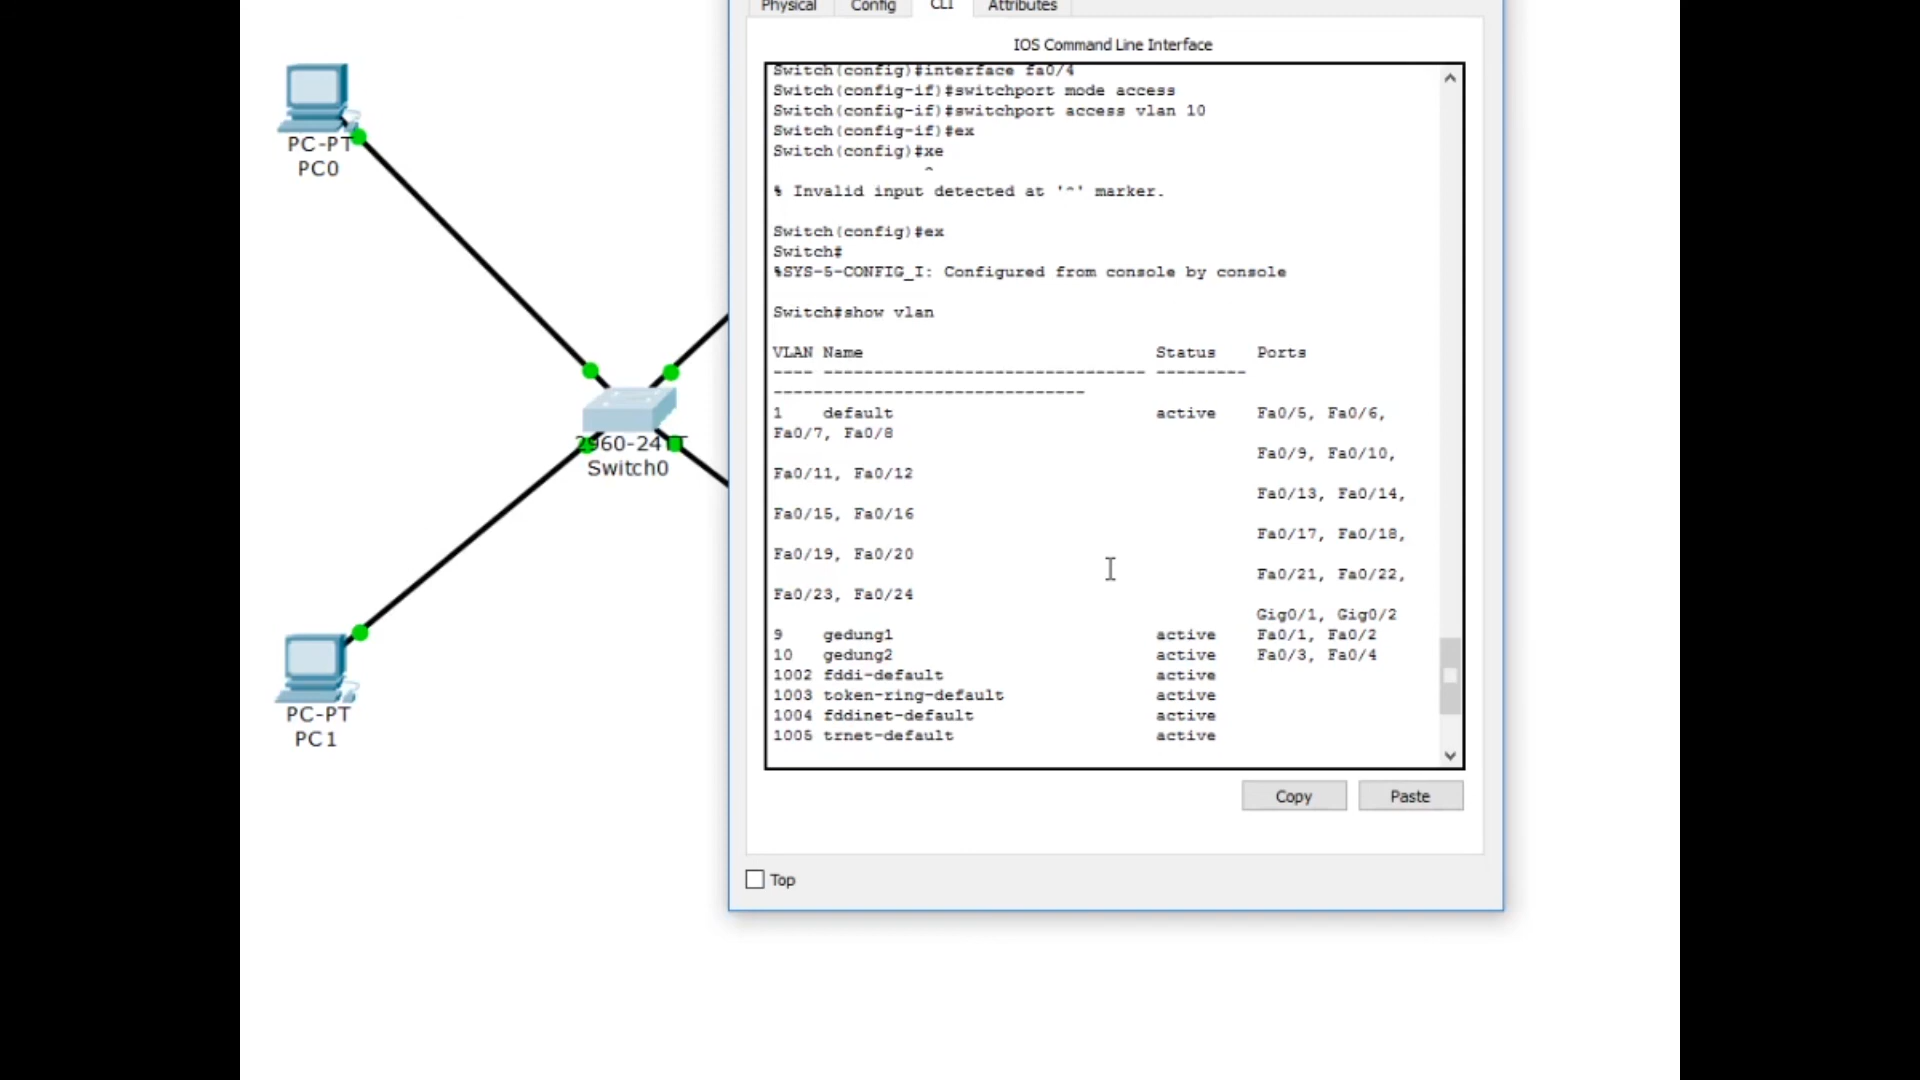 Physical
Config
CLI
Attributes
IOS Command Line Interface
Switch(config)#interface fa0/4
Switch(config-if)#switchport mode access
Switch(config-if)#switchport access vlan 10
Switch(config-if)#ex
Switch(config)#xe
^
% Invalid input detected at '^' marker.
Switch(config)#ex
Switch#
%SYS-5-CONFIG_I: Configured from console by console
Switch#show vlan
VLAN Name Status Ports
---- -------------------------------- ---------
-------------------------------
1 default active Fa0/5, Fa0/6,
Fa0/7, Fa0/8
Fa0/9, Fa0/10,
Fa0/11, Fa0/12
Fa0/13, Fa0/14,
Fa0/15, Fa0/16
Fa0/17, Fa0/18,
Fa0/19, Fa0/20
Fa0/21, Fa0/22,
Fa0/23, Fa0/24
Gig0/1, Gig0/2
9 gedung1 active Fa0/1, Fa0/2
10 gedung2 active Fa0/3, Fa0/4
1002 fddi-default active
1003 token-ring-default active
1004 fddinet-default active
1005 trnet-default active
Copy
Paste
Top
PC-PT
PC0
2960-24TT
Switch0
PC-PT
PC1